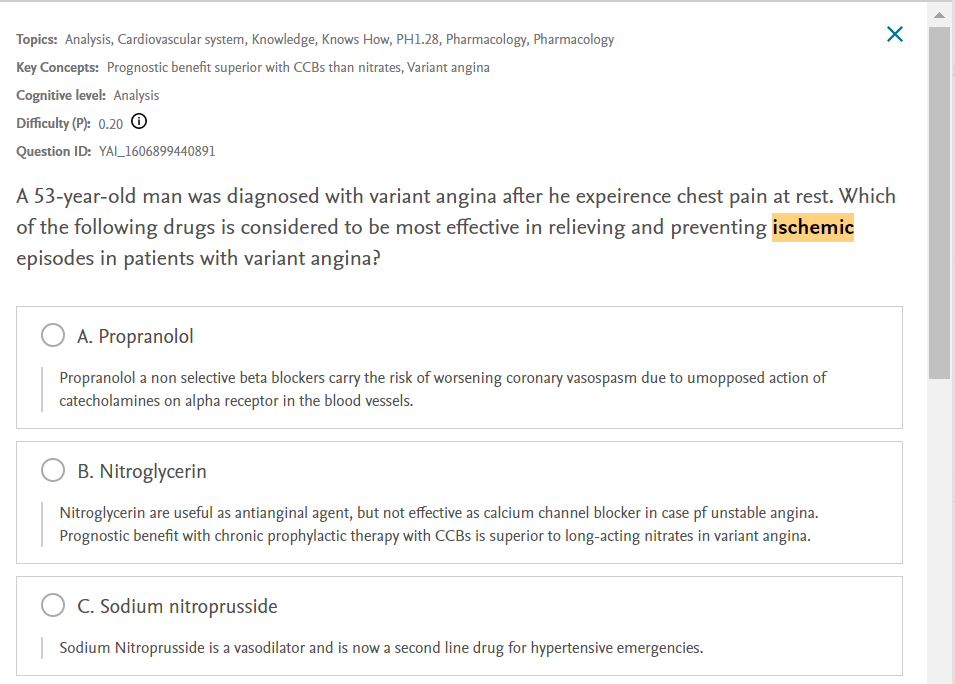 Topics: Analysis, Cardiovascular system, Knowledge, Knows How, PH1.28, Pharmacology, Pharmacology
Key Concepts: Prognostic benefit superior with CCBs than nitrates, Variant angina
Cognitive level: Analysis
Difficulty (P): 0.20
Question ID: YAI_1606899440891
A 53-year-old man was diagnosed with variant angina after he expeirence chest pain at rest. Which
of the following drugs is considered to be most effective in relieving and preventing ischemic
episodes in patients with variant angina?
A. Propranolol
Propranolol a non selective beta blockers carry the risk of worsening coronary vasospasm due to umopposed action of
catecholamines on alpha receptor in the blood vessels.
B. Nitroglycerin
Nitroglycerin are useful as antianginal agent, but not effective as calcium channel blocker in case pf unstable angina.
Prognostic benefit with chronic prophylactic therapy with CCBs is superior to long-acting nitrates in variant angina.
C. Sodium nitroprusside
Sodium Nitroprusside is a vasodilator and is now a second line drug for hypertensive emergencies.